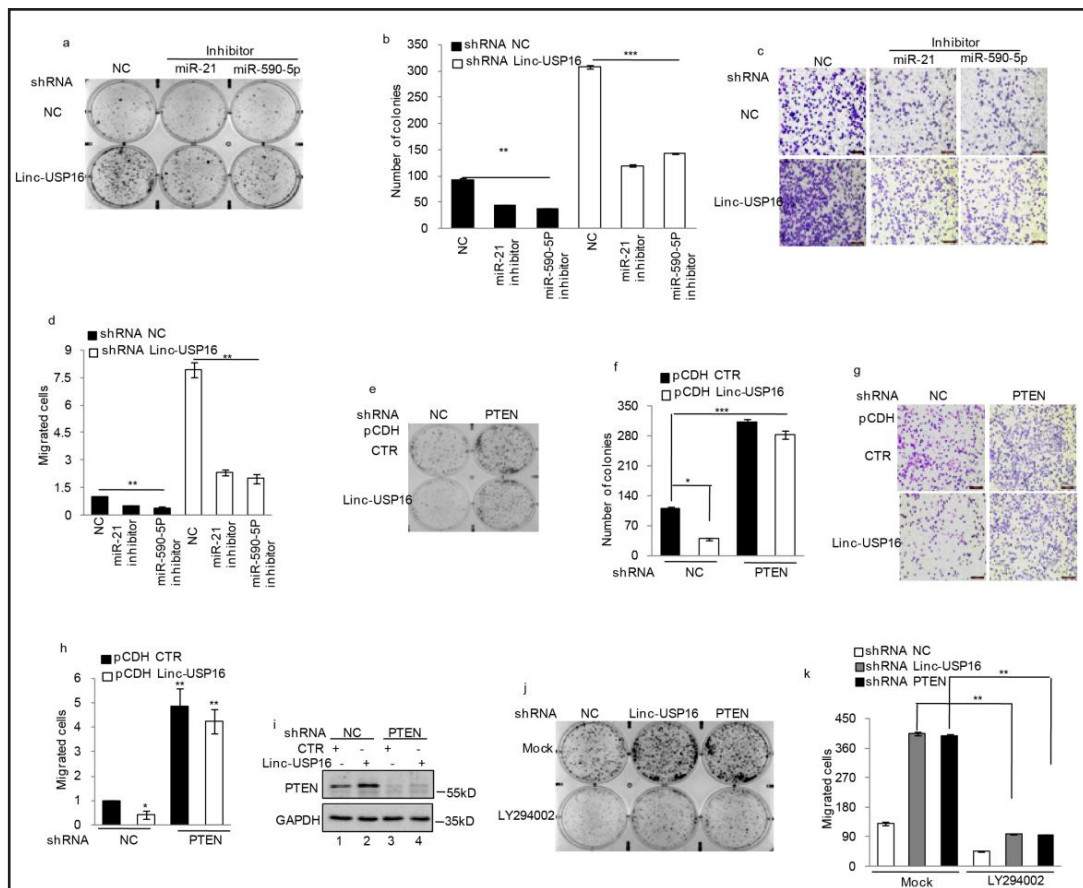 a
Inhibitor
NC miR-21 miR-590-5p
shRNA
NC
Linc-USP16
b
shRNA NC
shRNA Linc-USP16
Number of colonies
350
300
250
200
150
100
50
0
**
***
NC
miR-21 inhibitor
miR-590-5P inhibitor
NC
miR-21 inhibitor
miR-590-5P inhibitor
c
Inhibitor
NC miR-21 miR-590-5p
shRNA
NC
Linc-USP16
d
shRNA NC
shRNA Linc-USP16
Migrated cells
9
7.5
6
4.5
3
1.5
0
**
**
NC
miR-21 inhibitor
miR-590-5P inhibitor
NC
miR-21 inhibitor
miR-590-5P inhibitor
e
shRNA NC PTEN
pCDH
CTR
Linc-USP16
f
pCDH CTR
pCDH Linc-USP16
Number of colonies
350
280
210
140
70
0
***
*
shRNA NC PTEN
g
shRNA NC PTEN
pCDH
CTR
Linc-USP16
h
pCDH CTR
pCDH Linc-USP16
Migrated cells
6
5
4
3
2
1
0
*
**
**
shRNA NC PTEN
i
shRNA NC PTEN
CTR + - + -
Linc-USP16 - + - +
PTEN —55kD
GAPDH —35kD
1 2 3 4
j
shRNA NC Linc-USP16 PTEN
Mock
LY294002
k
shRNA NC
shRNA Linc-USP16
shRNA PTEN
Migrated cells
450
360
270
180
90
0
**
**
Mock LY294002